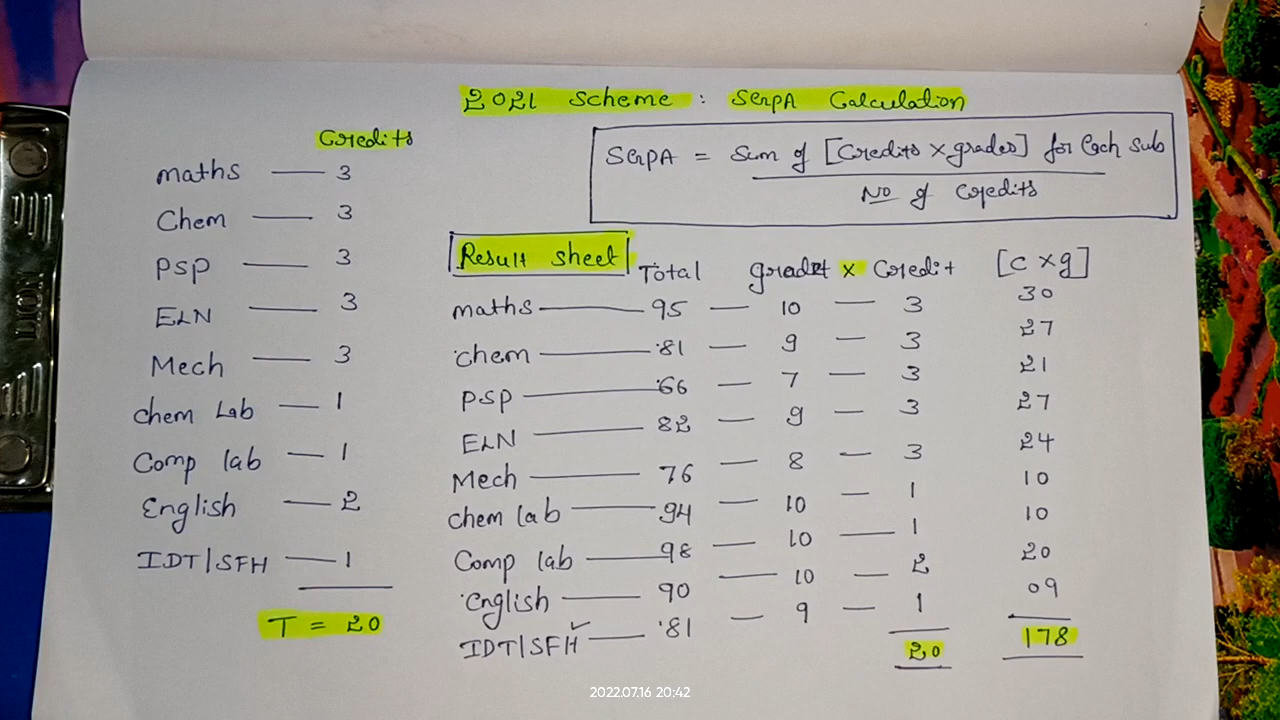 2021 Scheme : SGPA Calculation
Credits
maths — 3
Chem — 3
PSP — 3
ELN — 3
Mech — 3
Chem Lab — 1
Comp lab — 1
English — 2
IDT/SFH — 1
T = 20
SGPA = Sum of [Credits × grades] for Each Sub
No of Credits
Result sheet
Total grade × Credit [c × g]
maths — 95 — 10 — 3 30
chem — 81 — 9 — 3 27
PSP — 66 — 7 — 3 21
ELN — 82 — 9 — 3 27
Mech — 76 — 8 — 3 24
chem lab — 94 — 10 — 1 10
Comp lab — 98 — 10 — 1 10
English — 90 — 10 — 2 20
IDT/SFH — 81 — 9 — 1 09
20 178
LION
2022.07.16 20:42